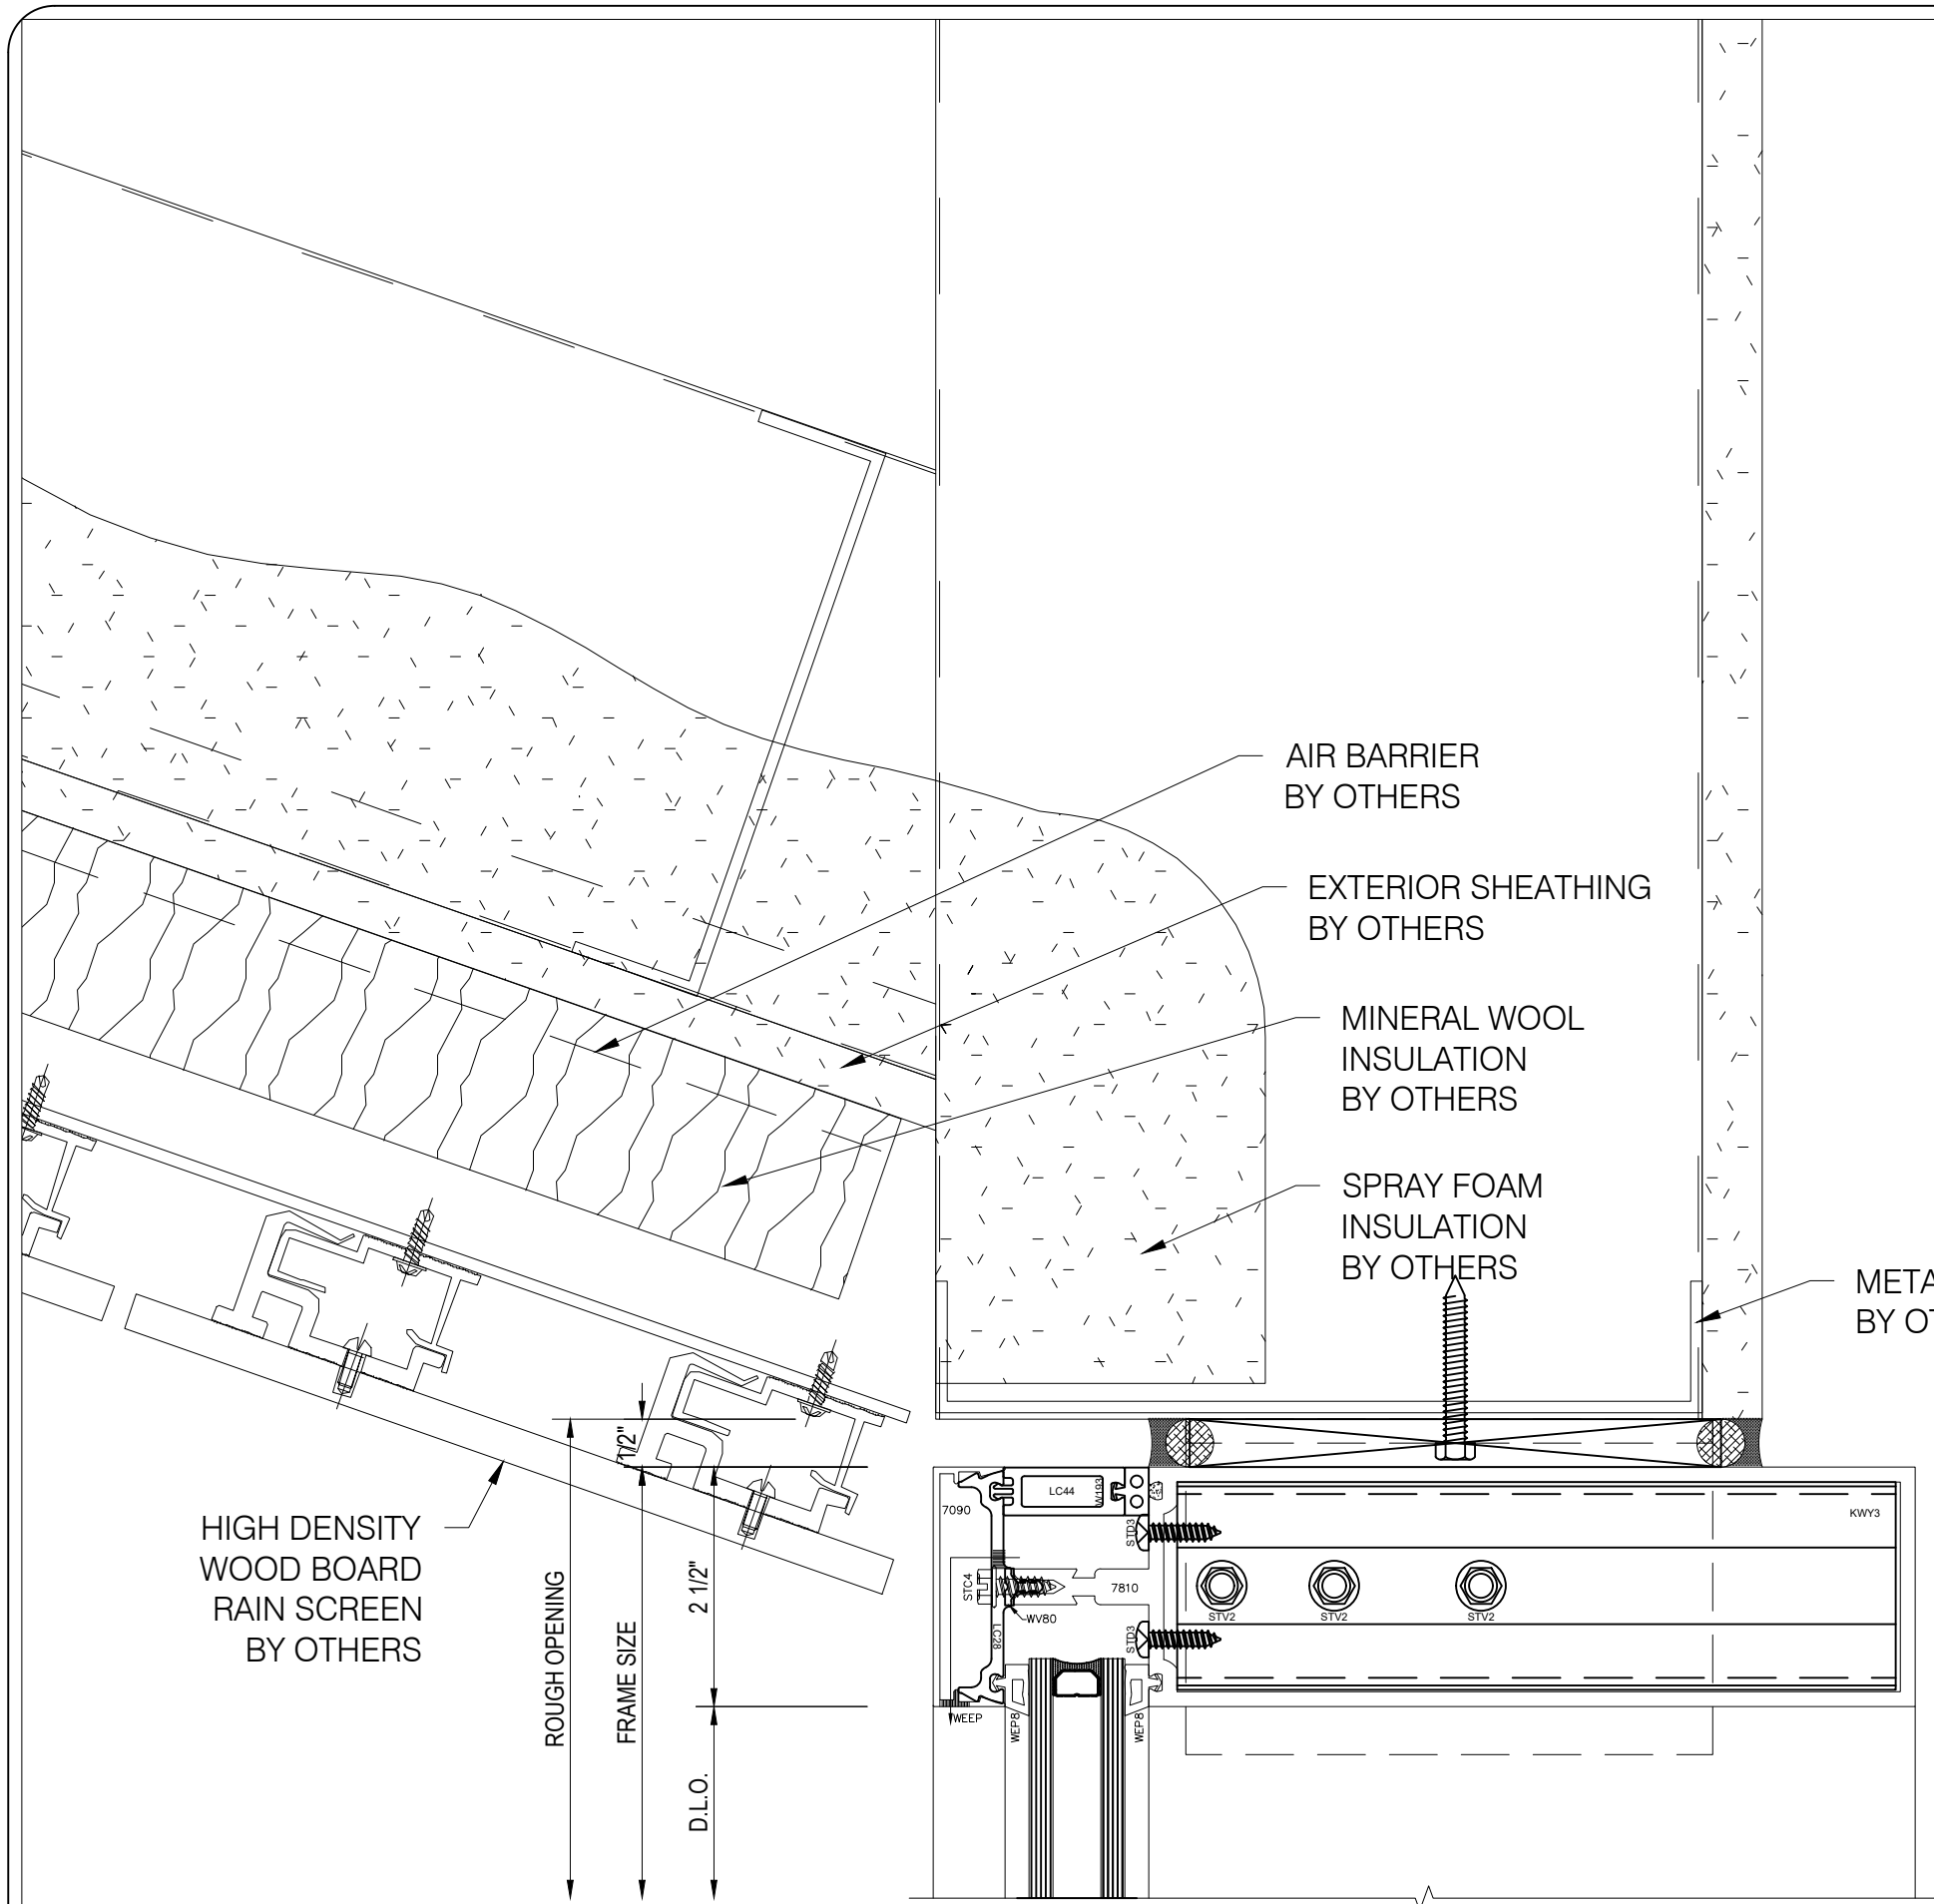 AIR BARRIER
BY OTHERS
EXTERIOR SHEATHING
BY OTHERS
MINERAL WOOL
INSULATION
BY OTHERS
SPRAY FOAM
INSULATION
BY OTHERS
META
BY OT
HIGH DENSITY
WOOD BOARD
RAIN SCREEN
BY OTHERS
ROUGH OPENING
FRAME SIZE
1/2"
2 1/2"
D.L.O.
7090
LC44
W193
STD3
KWY3
STC4
7810
WV80
LC28
STD3
STV2
STV2
STV2
WEEP
WEP8
WEP8